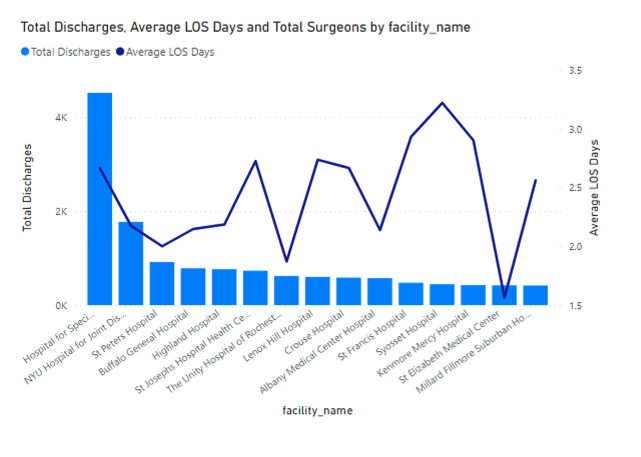 Total Discharges, Average LOS Days and Total Surgeons by facility_name
Total Discharges Average LOS Days
3.5
4K
3.0
2.5
2K
2.0
0K
1.5
Total Discharges
Average LOS Days
Hospital for Speci...
NYU Hospital for Joint Dis...
St Peters Hospital
Buffalo General Hospital
Highland Hospital
St Josephs Hospital Health Ce...
The Unity Hospital of Rochest...
Lenox Hill Hospital
Crouse Hospital
Albany Medical Center Hospital
St Francis Hospital
Syosset Hospital
Kenmore Mercy Hospital
St Elizabeth Medical Center
Millard Fillmore Suburban Ho...
facility_name